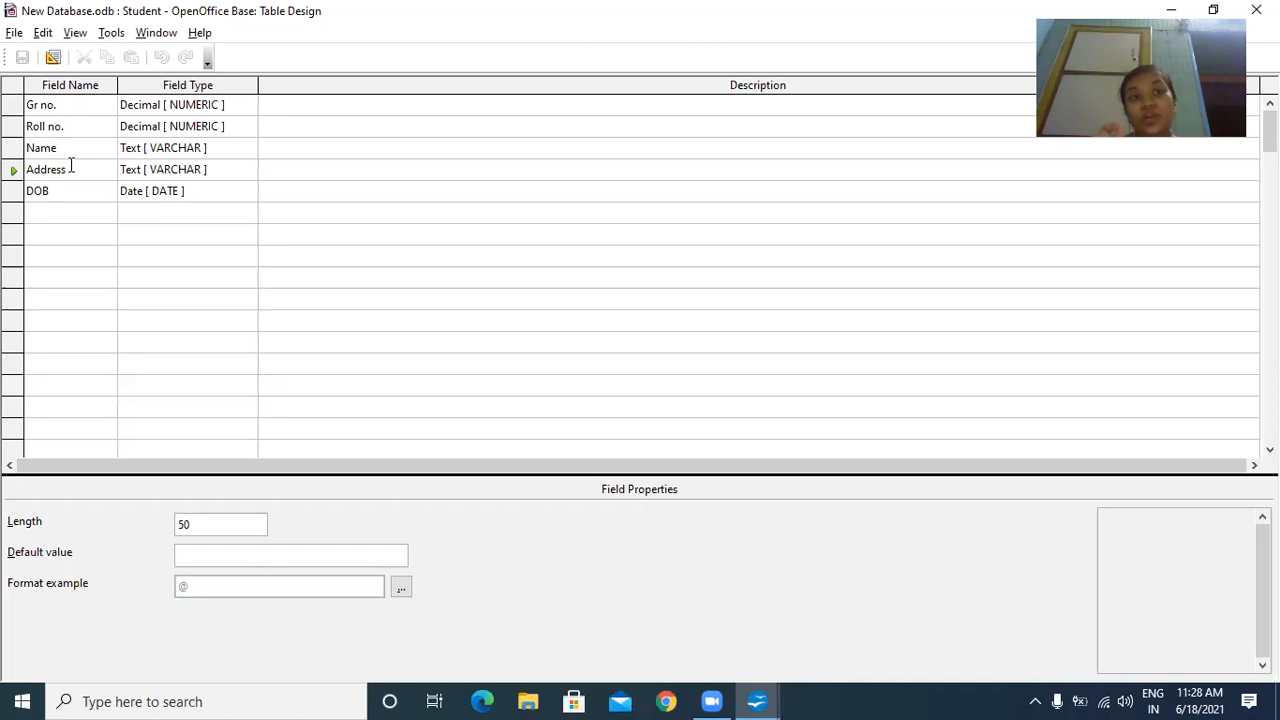 New Database.odb : Student - OpenOffice Base: Table Design
File Edit View Tools Window Help
Field Name Field Type Description
Gr no. Decimal [ NUMERIC ]
Roll no. Decimal [ NUMERIC ]
Name Text [ VARCHAR ]
Address Text [ VARCHAR ]
DOB Date [ DATE ]
Field Properties
Length 50
Default value
Format example @ ...
Type here to search
ENG 11:28 AM
IN 6/18/2021